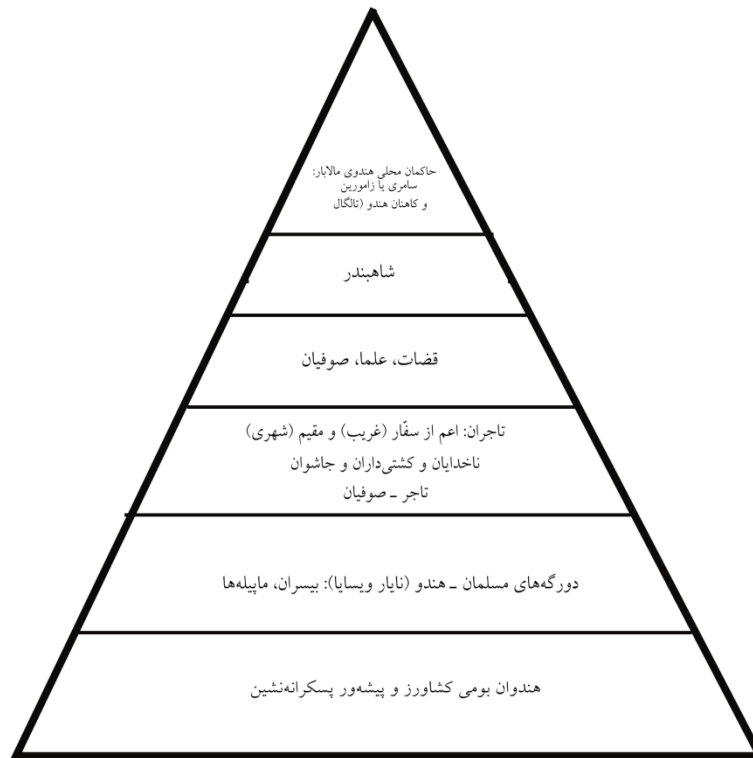 حاکمان محلی هندوی مالابار:
سامری یا زامورین
و کاهنان هندو (تالگال
شاهبندر
قضات، علما، صوفیان
تاجران: اعم از سفّار (غریب) و مقیم (شهری)
ناخدایان و کشتی‌داران و جاشوان
تاجر ـ صوفیان
دورگه‌های مسلمان ـ هندو (نایار ویسایا): بیسران، ماپیله‌ها
هندوان بومی کشاورز و پیشه‌ور پسکرانه‌نشین